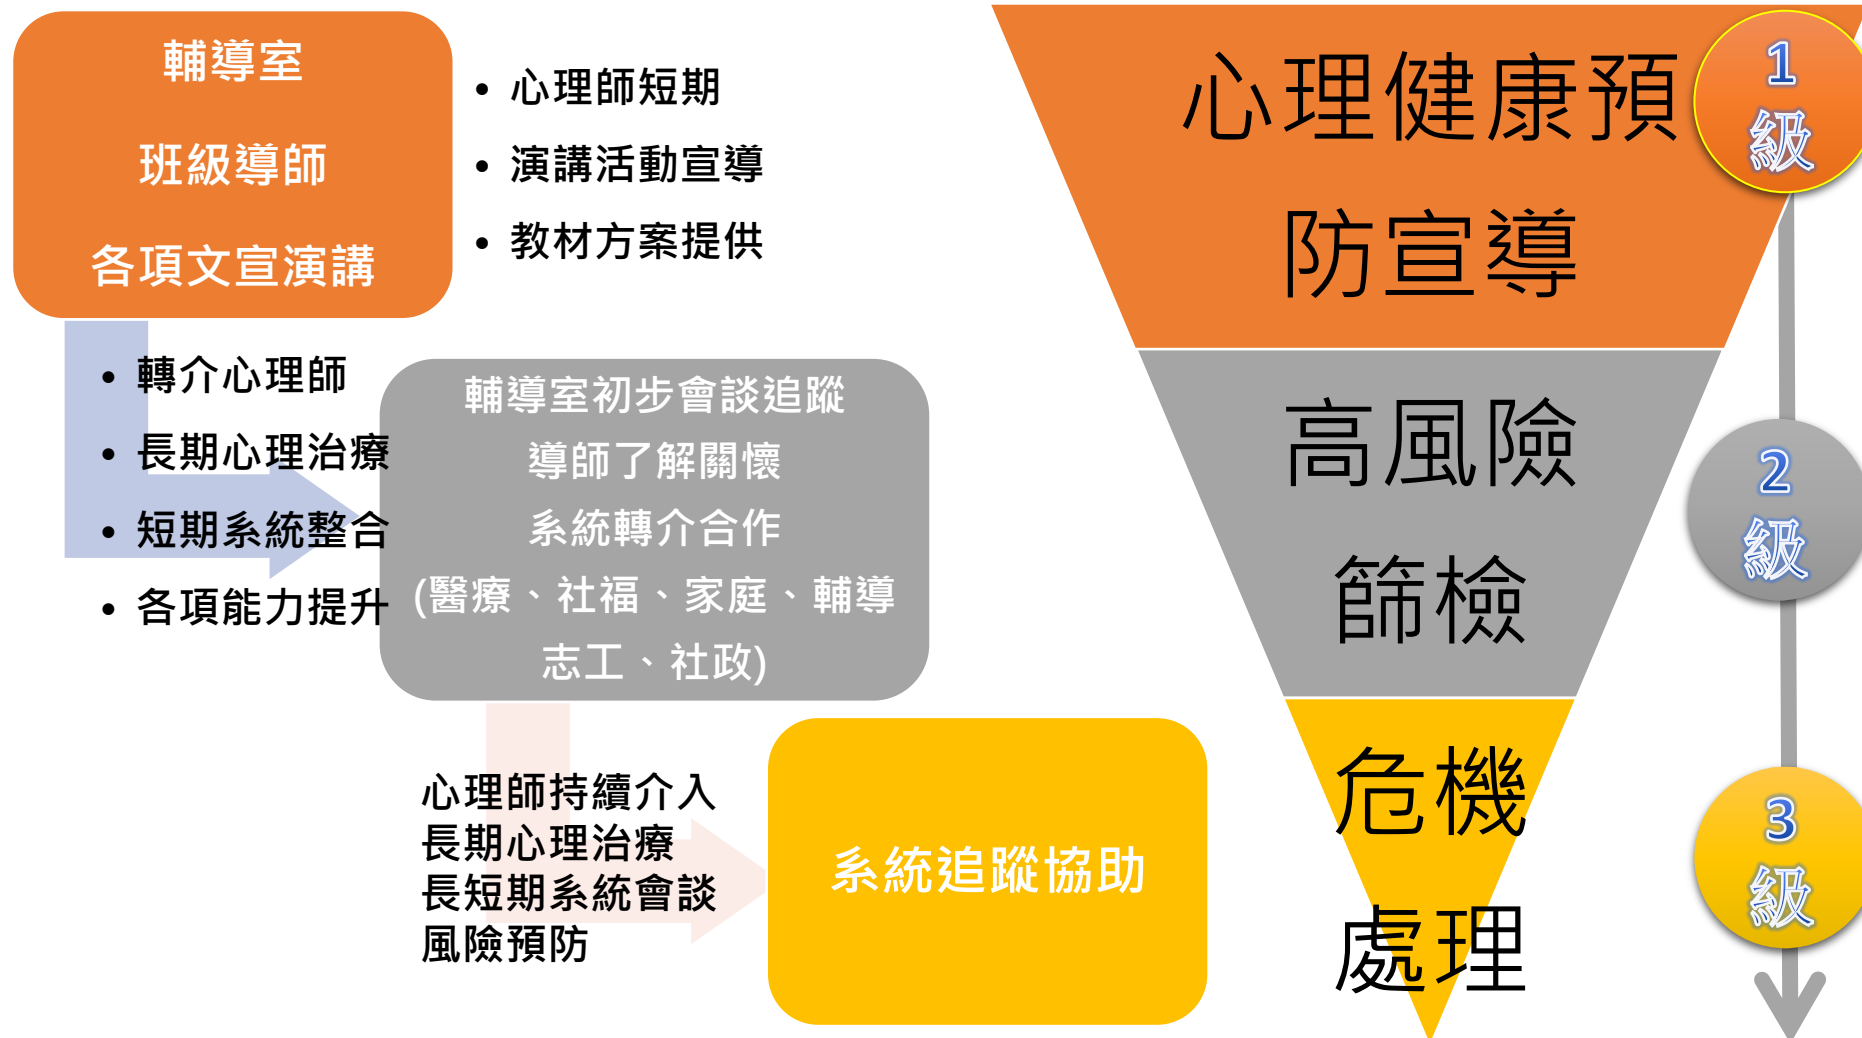 輔導室
班級導師
各項文宣演講
• 心理師短期
• 演講活動宣導
• 教材方案提供
• 轉介心理師
• 長期心理治療
• 短期系統整合
• 各項能力提升
輔導室初步會談追蹤
導師了解關懷
系統轉介合作
(醫療、社福、家庭、輔導
志工、社政)
心理師持續介入
長期心理治療
長短期系統會談
風險預防
系統追蹤協助
心理健康預
防宣導
高風險
篩檢
危機
處理
1
級
2
級
3
級